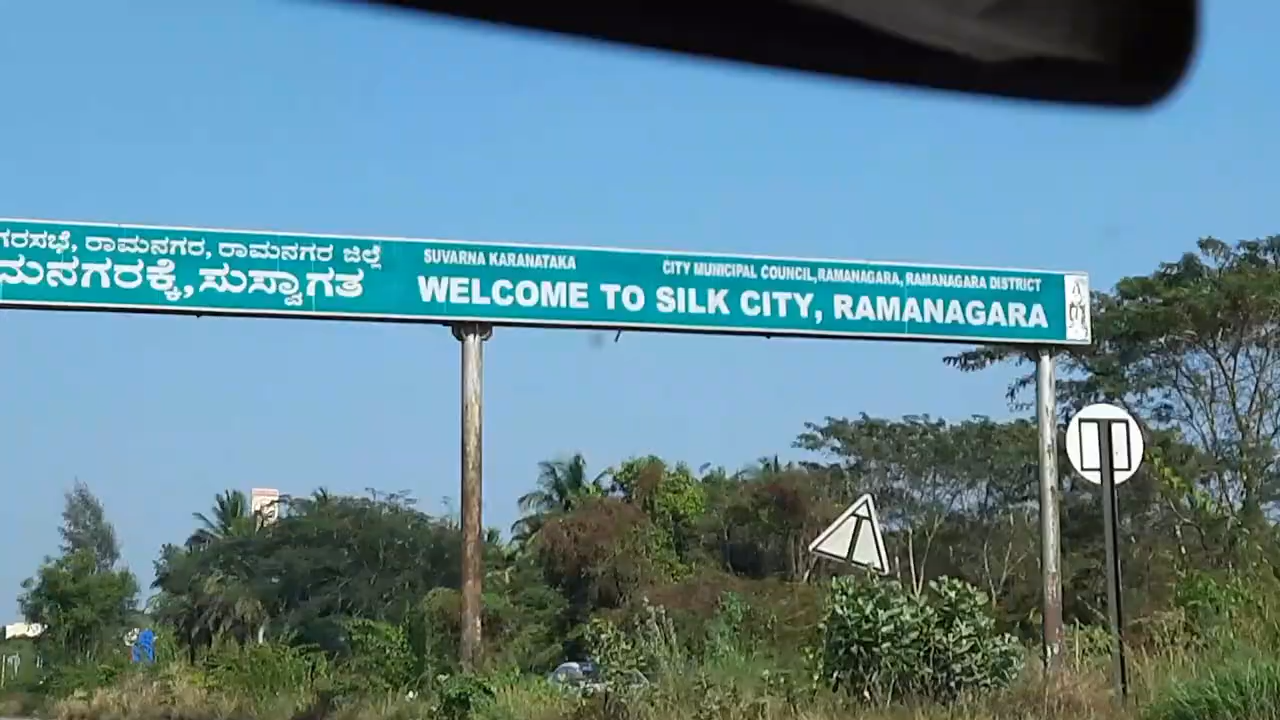 ಗರಸಭೆ, ರಾಮನಗರ, ರಾಮನಗರ ಜಿಲ್ಲೆ
ಮನಗರಕ್ಕೆ, ಸುಸ್ವಾಗತ
SUVARNA KARANATAKA
CITY MUNICIPAL COUNCIL, RAMANAGARA, RAMANAGARA DISTRICT
WELCOME TO SILK CITY, RAMANAGARA